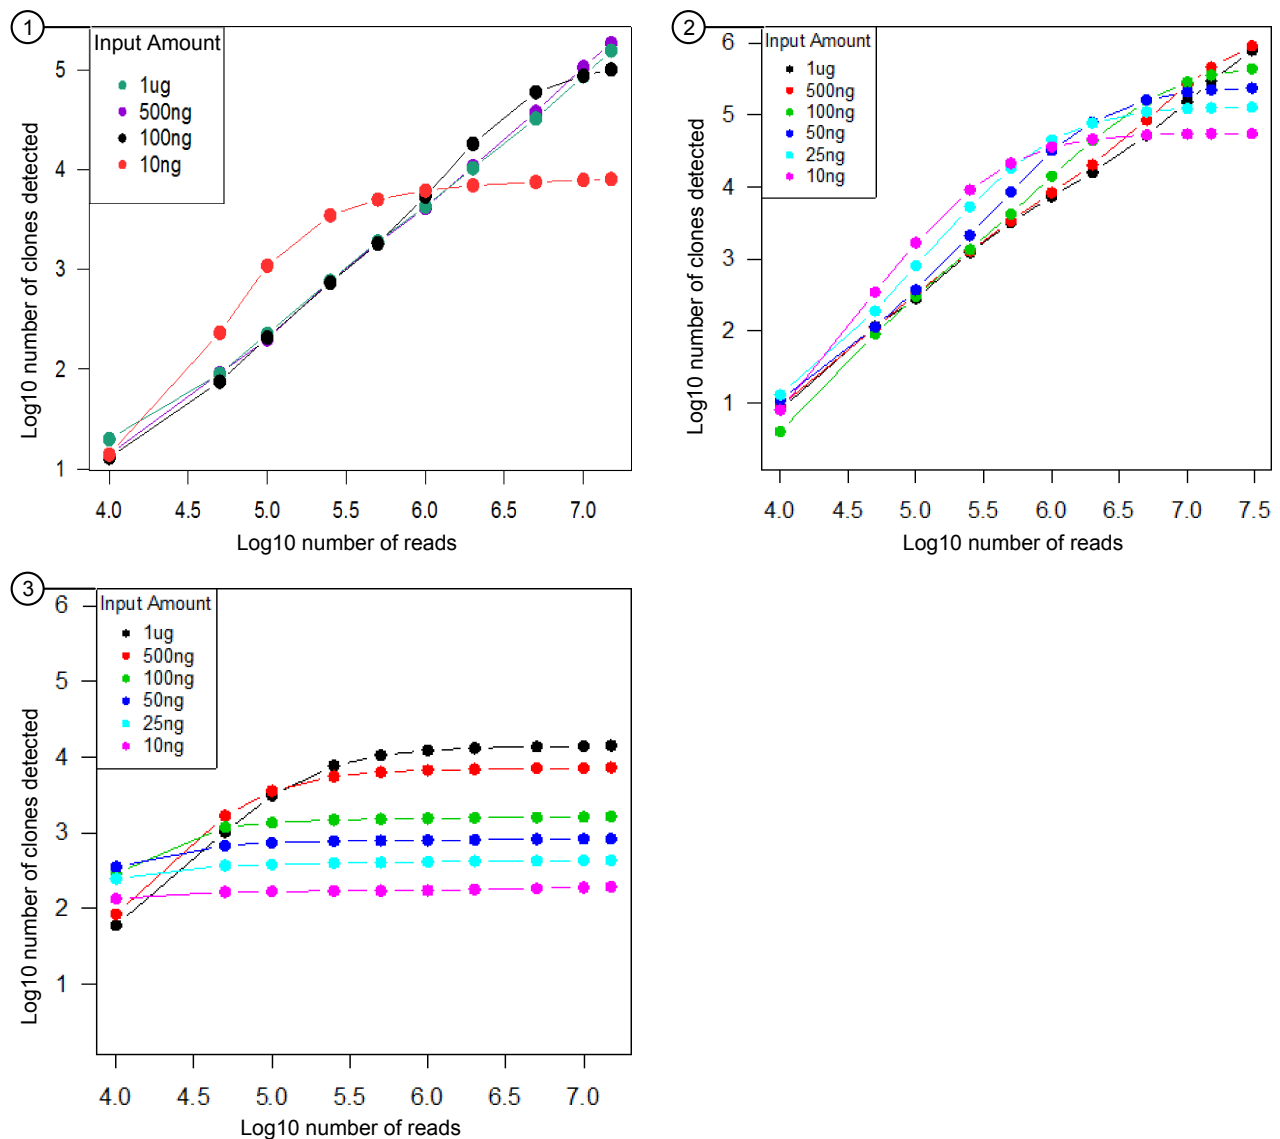 1
Input Amount
1ug
500ng
100ng
10ng
5
4
3
2
1
Log10 number of clones detected
4.0 4.5 5.0 5.5 6.0 6.5 7.0
Log10 number of reads
2
Input Amount
1ug
500ng
100ng
50ng
25ng
10ng
6
5
4
3
2
1
Log10 number of clones detected
4.0 4.5 5.0 5.5 6.0 6.5 7.0 7.5
Log10 number of reads
3
Input Amount
1ug
500ng
100ng
50ng
25ng
10ng
6
5
4
3
2
1
Log10 number of clones detected
4.0 4.5 5.0 5.5 6.0 6.5 7.0
Log10 number of reads